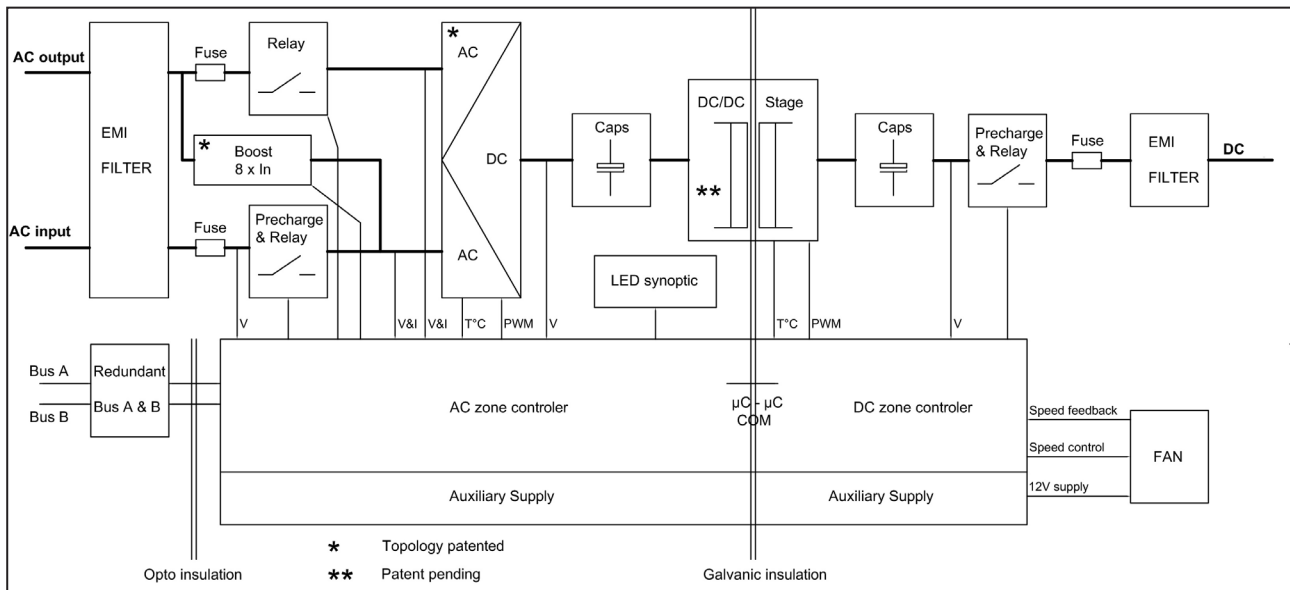 AC output
EMI
FILTER
Fuse
Relay
*
Boost
8 x In
AC input
Fuse
Precharge
& Relay
*
AC
DC
AC
Caps
DC/DC
Stage
**
Caps
Precharge
& Relay
Fuse
EMI
FILTER
DC
LED synoptic
V
V&I
V&I
T°C
PWM
V
T°C
PWM
V
Bus A
Bus B
Redundant
Bus A & B
AC zone controler
µC - µC
COM
DC zone controler
Speed feedback
Speed control
12V supply
FAN
Auxiliary Supply
Auxiliary Supply
* Topology patented
** Patent pending
Opto insulation
Galvanic insulation